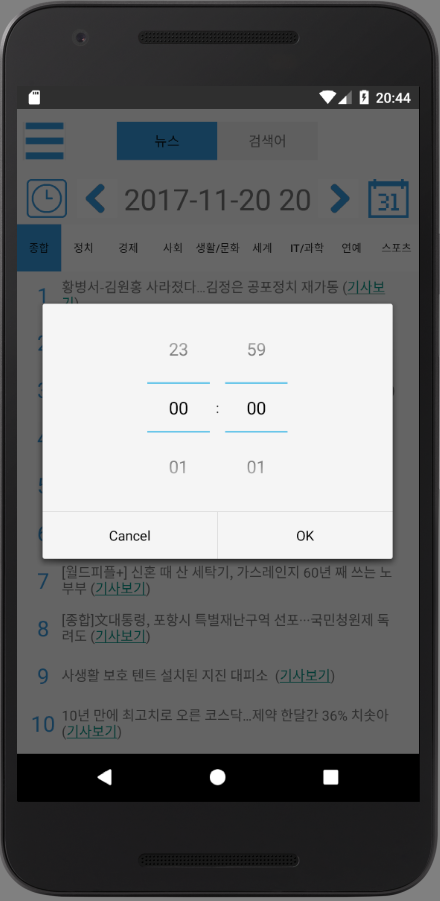 20:44
뉴스
검색어
2017-11-20 20
31
종합 정치 경제 사회 생활/문화 세계 IT/과학 연예 스포츠
1 황병서-김원홍 사라졌다…김정은 공포정치 재가동 (기사보
기)
23 59
00 : 00
01 01
Cancel OK
7 [월드피플+] 신혼 때 산 세탁기, 가스레인지 60년 째 쓰는 노
부부 (기사보기)
8 [종합]文대통령, 포항시 특별재난구역 선포…국민청원제 독
려도 (기사보기)
9 사생활 보호 텐트 설치된 지진 대피소 (기사보기)
10 10년 만에 최고치로 오른 코스닥…제약 한달간 36% 치솟아
(기사보기)